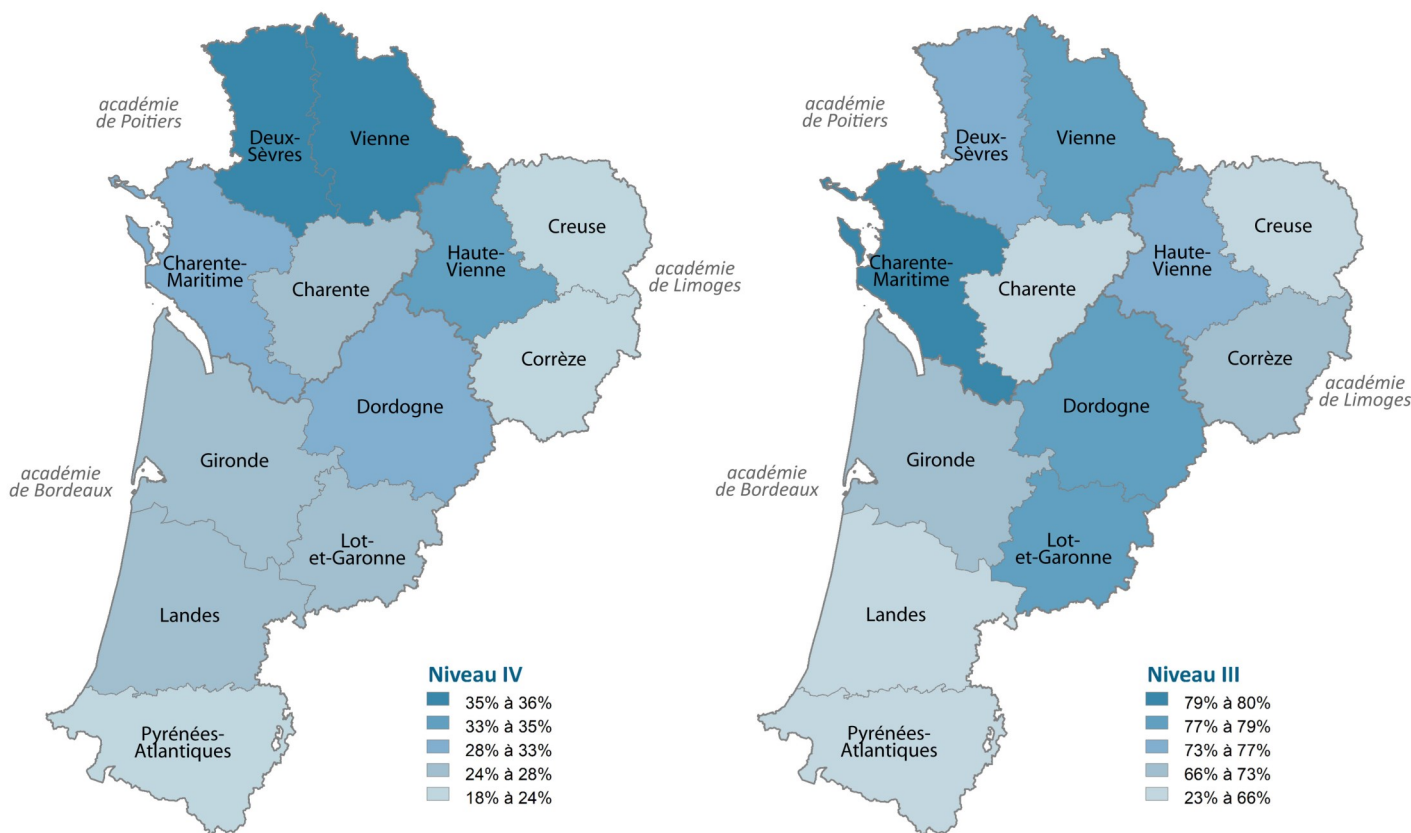 académie
de Poitiers
Deux-
Sèvres
Vienne
Creuse
Haute-
Vienne
Charente-
Maritime
Charente
académie
de Limoges
Corrèze
Dordogne
Gironde
académie
de Bordeaux
Lot-
et-Garonne
Landes
Pyrénées-
Atlantiques
Niveau IV
35% à 36%
33% à 35%
28% à 33%
24% à 28%
18% à 24%
académie
de Poitiers
Deux-
Sèvres
Vienne
Creuse
Haute-
Vienne
Charente-
Maritime
Charente
Corrèze
académie
de Limoges
Dordogne
Gironde
académie
de Bordeaux
Lot-
et-Garonne
Landes
Pyrénées-
Atlantiques
Niveau III
79% à 80%
77% à 79%
73% à 77%
66% à 73%
23% à 66%